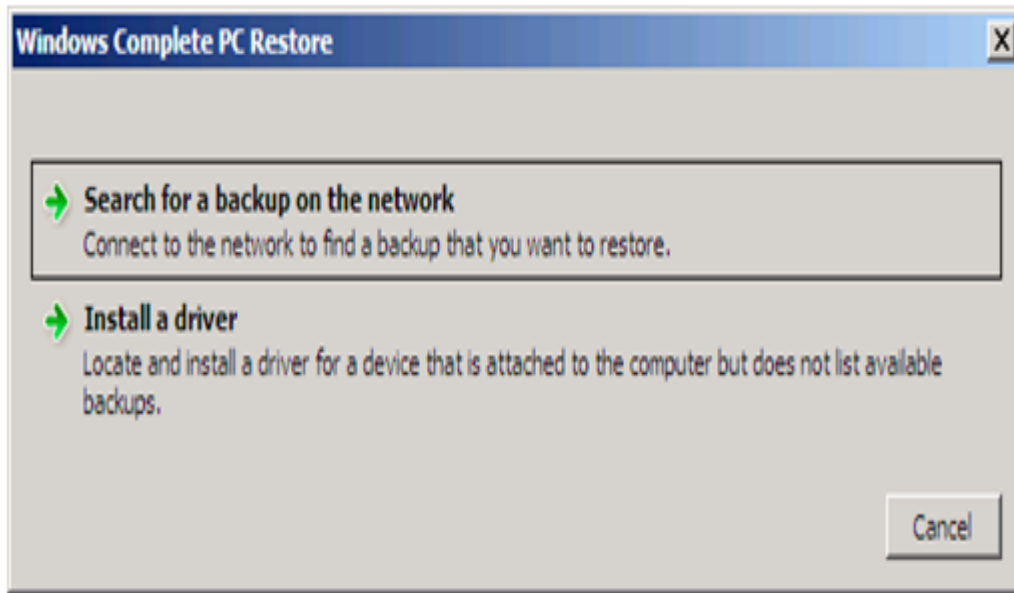 Windows Complete PC Restore
Search for a backup on the network
Connect to the network to find a backup that you want to restore.
Install a driver
Locate and install a driver for a device that is attached to the computer but does not list available
backups.
Cancel